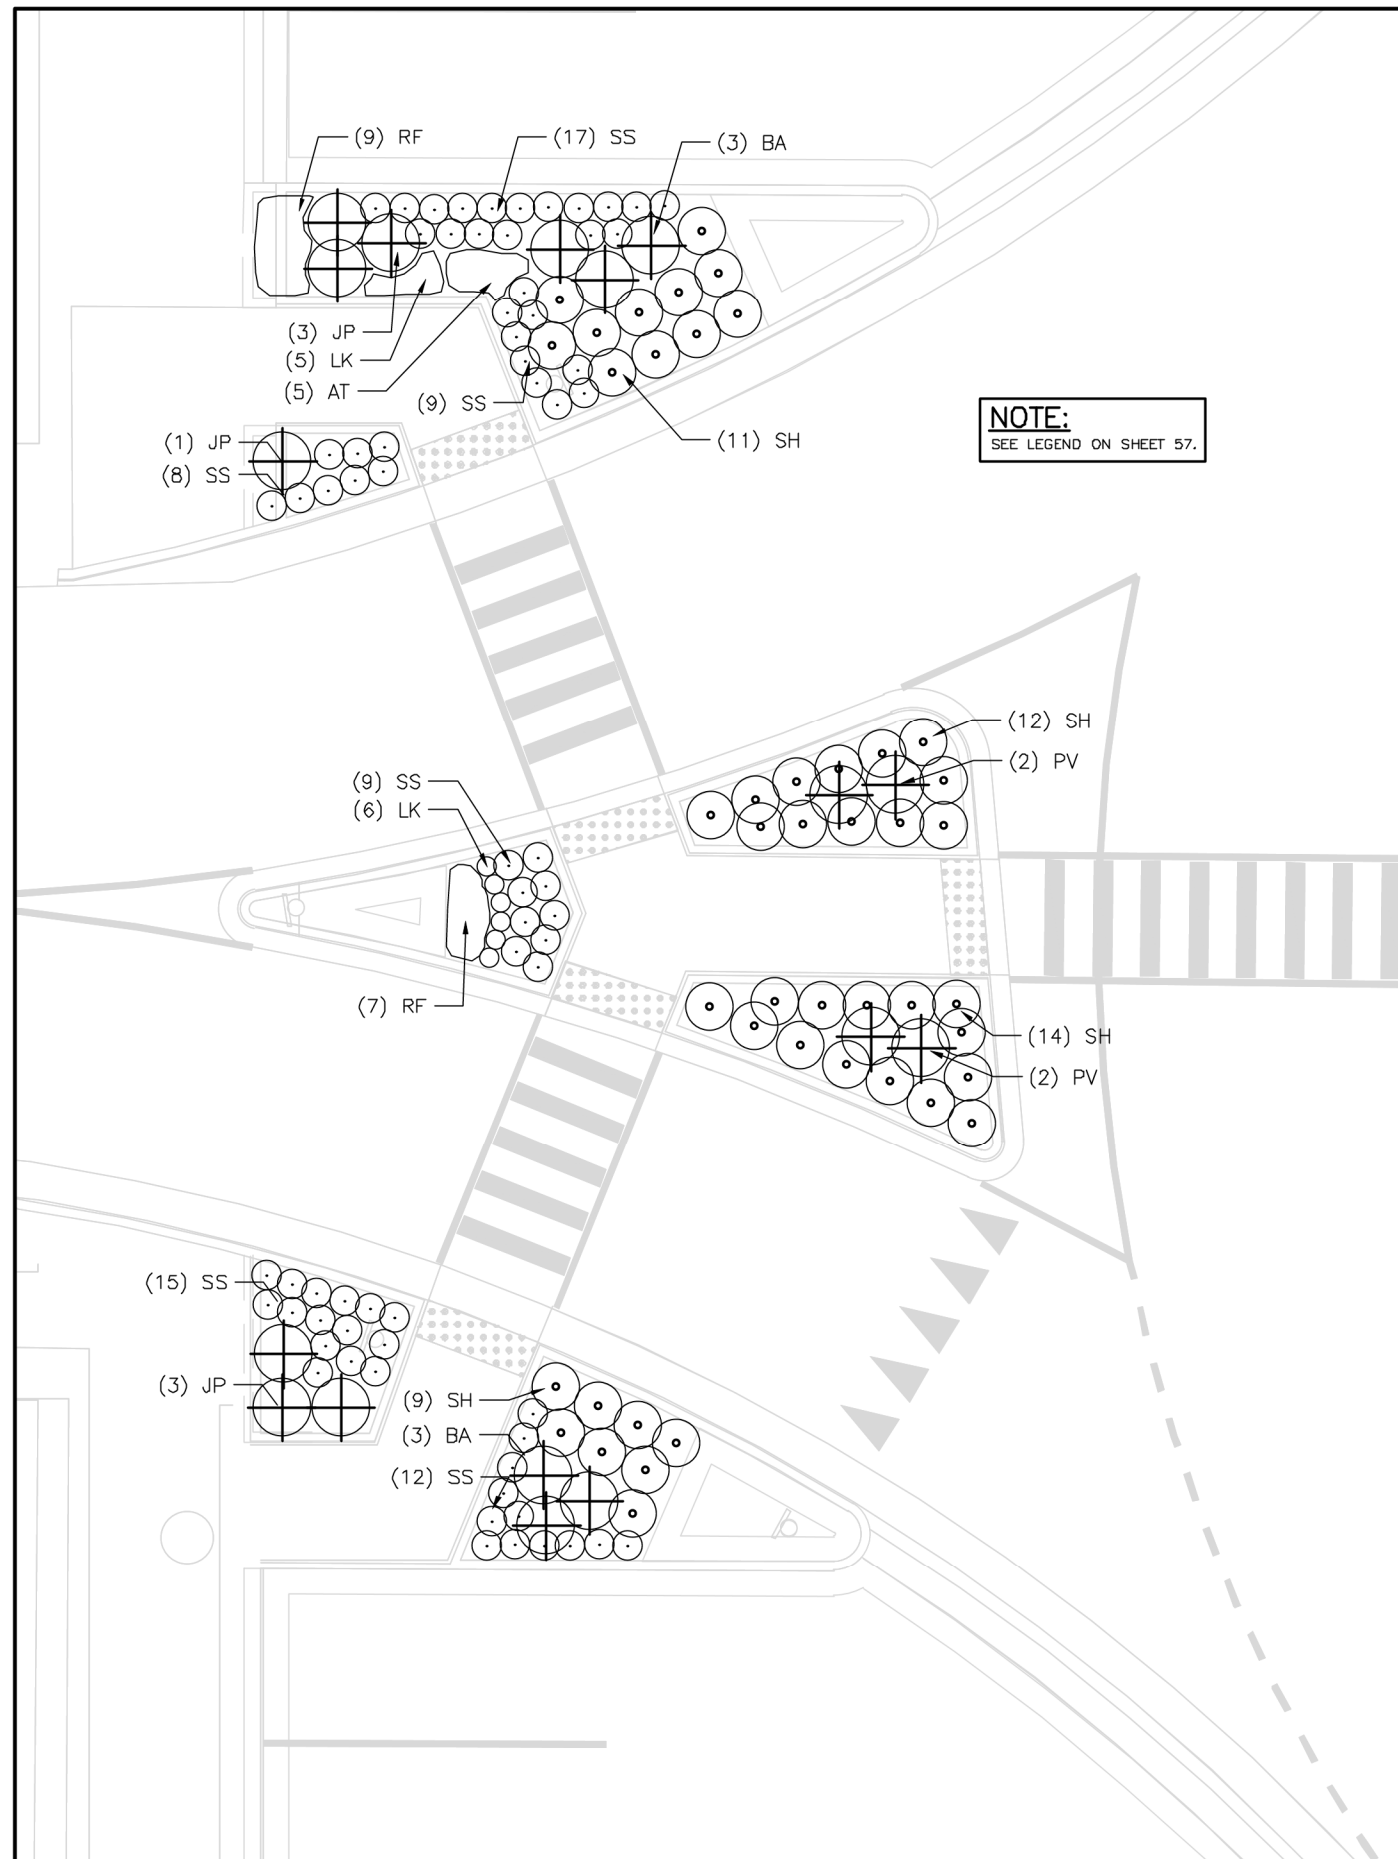 (9) RF
(17) SS
(3) BA
(3) JP
(5) LK
(5) AT
(9) SS
(11) SH
NOTE:
SEE LEGEND ON SHEET 57.
(1) JP
(8) SS
(12) SH
(2) PV
(9) SS
(6) LK
(7) RF
(14) SH
(2) PV
(15) SS
(3) JP
(9) SH
(3) BA
(12) SS